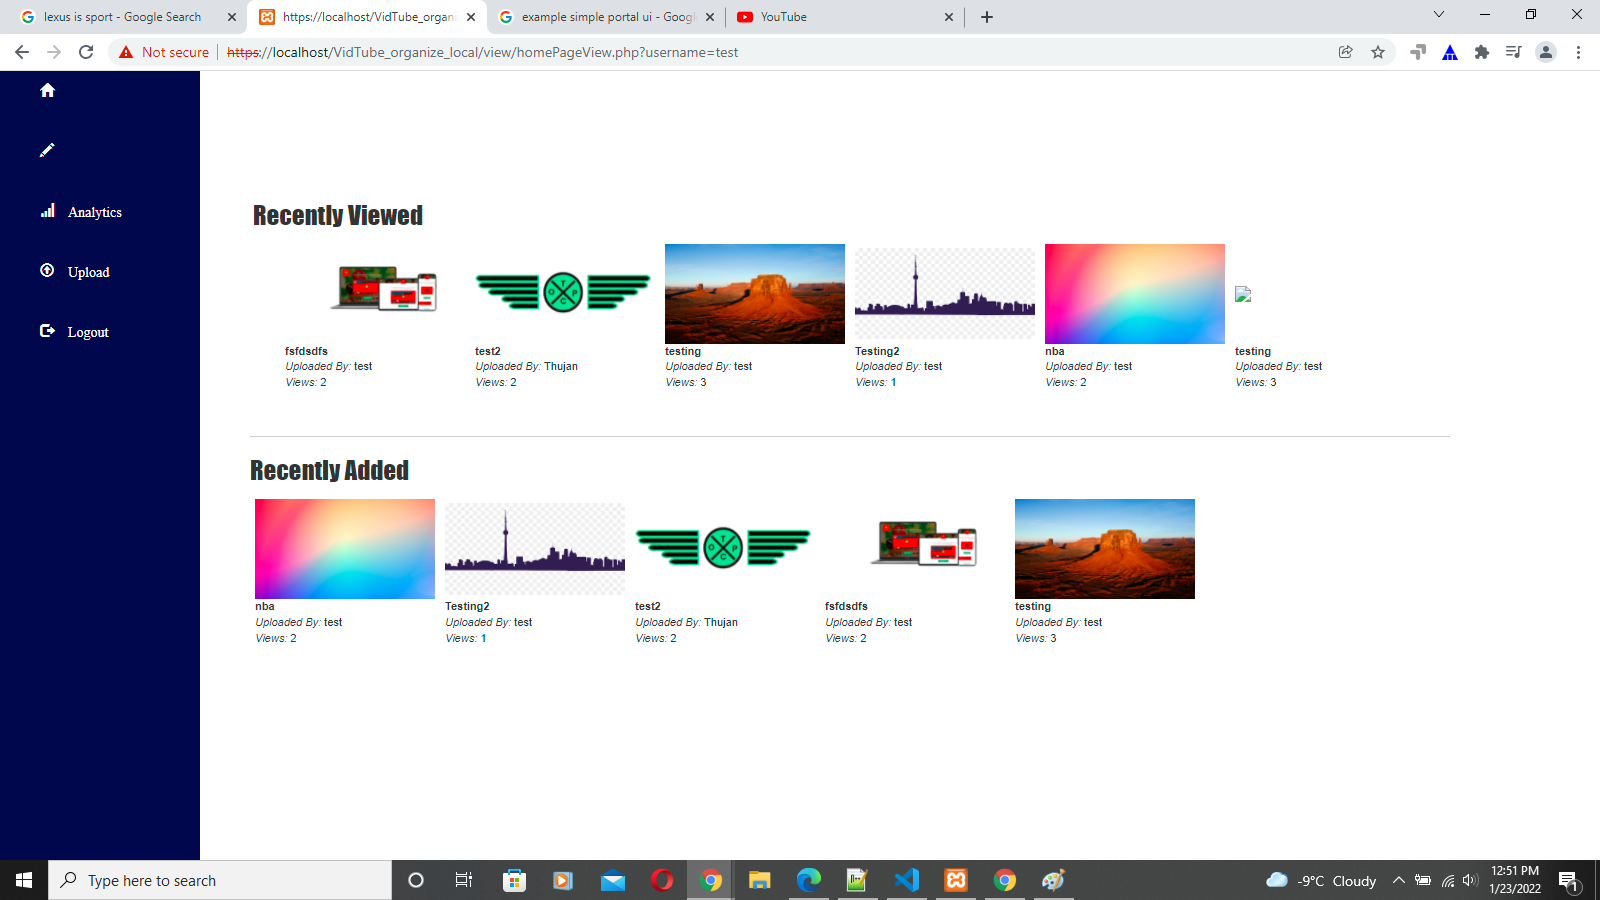 lexus is sport - Google Search
https://localhost/VidTube_organi
example simple portal ui - Goog
YouTube
Not secure
https://localhost/VidTube_organize_local/view/homePageView.php?username=test
Analytics
Upload
Logout
Recently Viewed
fsfdsdfs
Uploaded By: test
Views: 2
test2
Uploaded By: Thujan
Views: 2
testing
Uploaded By: test
Views: 3
Testing2
Uploaded By: test
Views: 1
nba
Uploaded By: test
Views: 2
testing
Uploaded By: test
Views: 3
T
O
P
C
Recently Added
nba
Uploaded By: test
Views: 2
Testing2
Uploaded By: test
Views: 1
test2
Uploaded By: Thujan
Views: 2
fsfdsdfs
Uploaded By: test
Views: 2
testing
Uploaded By: test
Views: 3
T
O
P
C
Type here to search
-9°C Cloudy
12:51 PM
1/23/2022
1